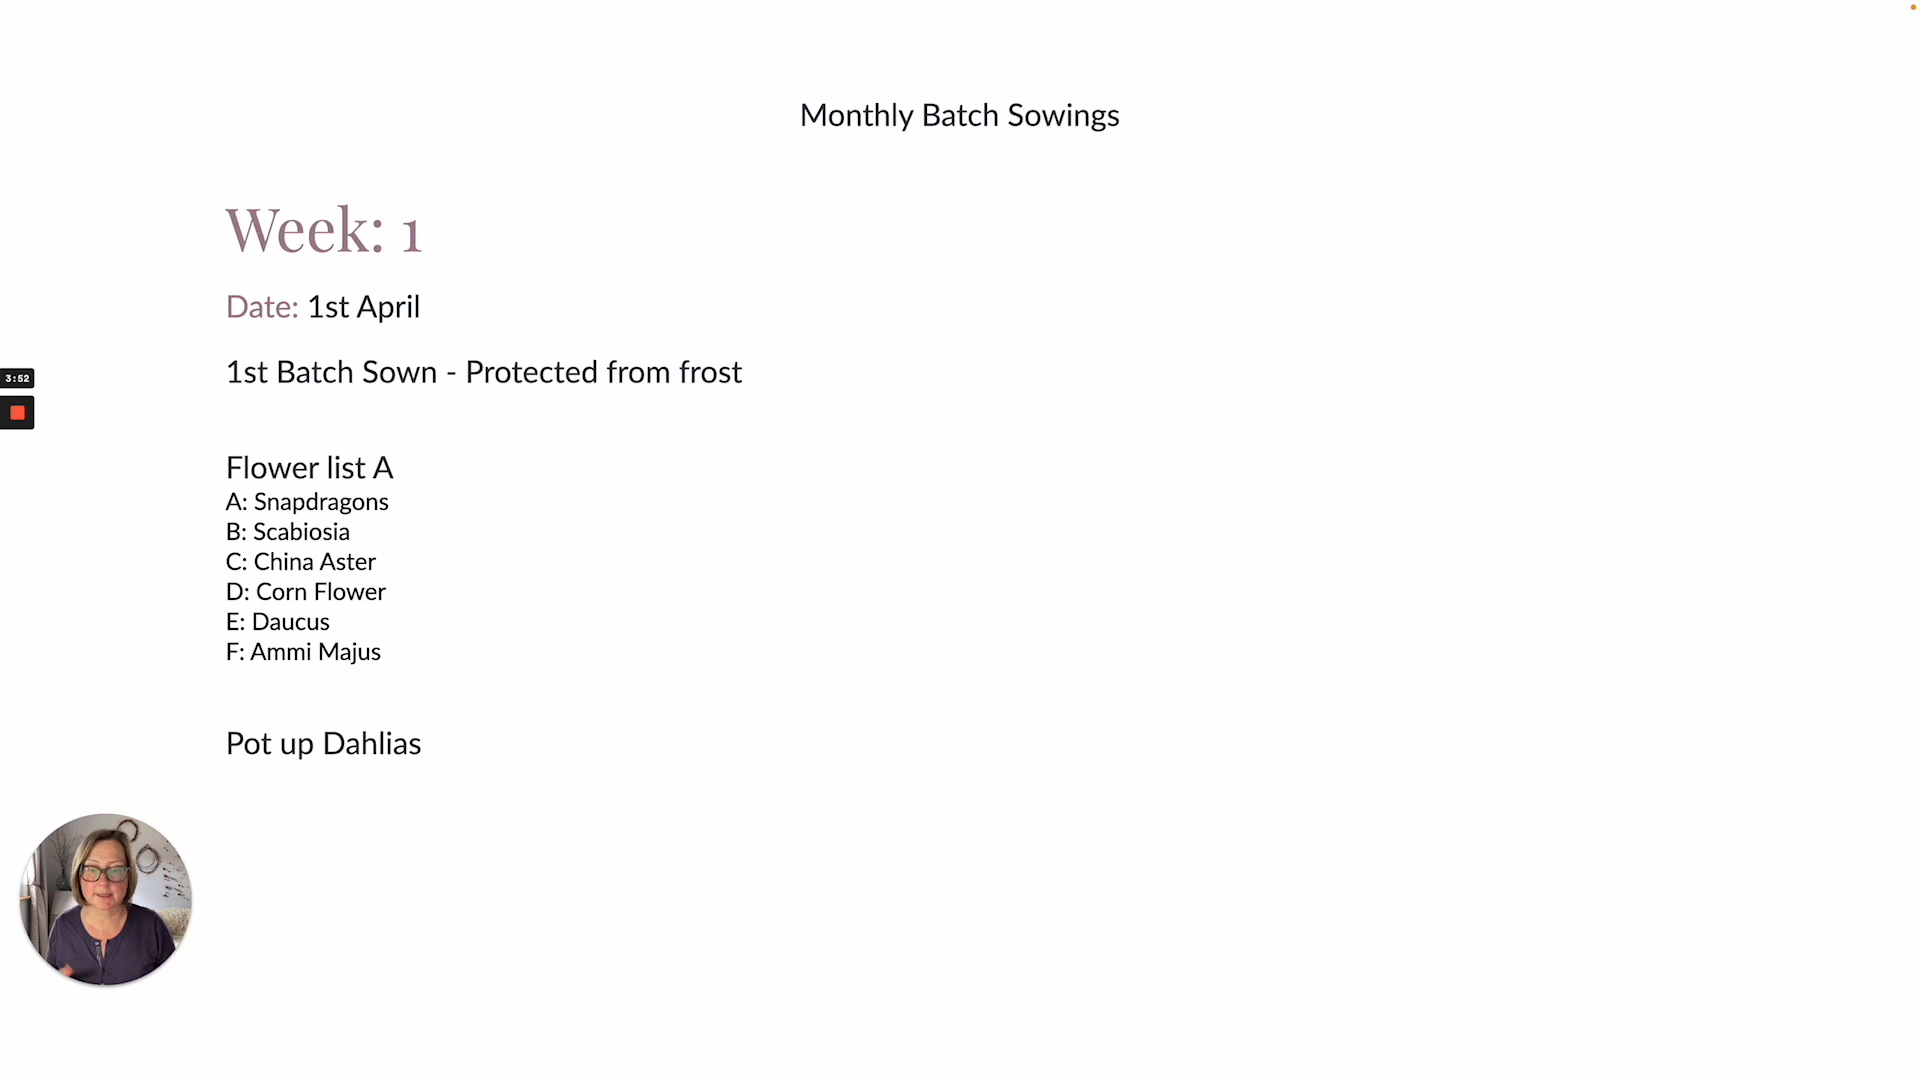 Monthly Batch Sowings
Week: 1
Date: 1st April
1st Batch Sown - Protected from frost
3:52
Flower list A
A: Snapdragons
B: Scabiosia
C: China Aster
D: Corn Flower
E: Daucus
F: Ammi Majus
Pot up Dahlias